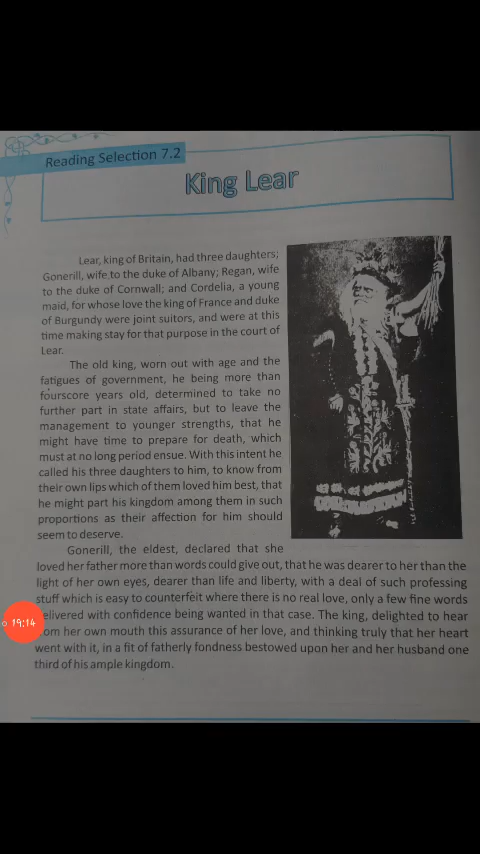 Reading Selection 7.2
King Lear
Lear, king of Britain, had three daughters;
Gonerill, wife to the duke of Albany; Regan, wife
to the duke of Cornwall; and Cordelia, a young
maid, for whose love the king of France and duke
of Burgundy were joint suitors, and were at this
time making stay for that purpose in the court of
Lear.
The old king, worn out with age and the
fatigues of government, he being more than
fourscore years old, determined to take no
further part in state affairs, but to leave the
management to younger strengths, that he
might have time to prepare for death, which
must at no long period ensue. With this intent he
called his three daughters to him, to know from
their own lips which of them loved him best, that
he might part his kingdom among them in such
proportions as their affection for him should
seem to deserve.
Gonerill, the eldest, declared that she
loved her father more than words could give out, that he was dearer to her than the
light of her own eyes, dearer than life and liberty, with a deal of such professing
stuff which is easy to counterfeit where there is no real love, only a few fine words
elivered with confidence being wanted in that case. The king, delighted to hear
om her own mouth this assurance of her love, and thinking truly that her heart
went with it, in a fit of fatherly fondness bestowed upon her and her husband one
third of his ample kingdom.
19:14